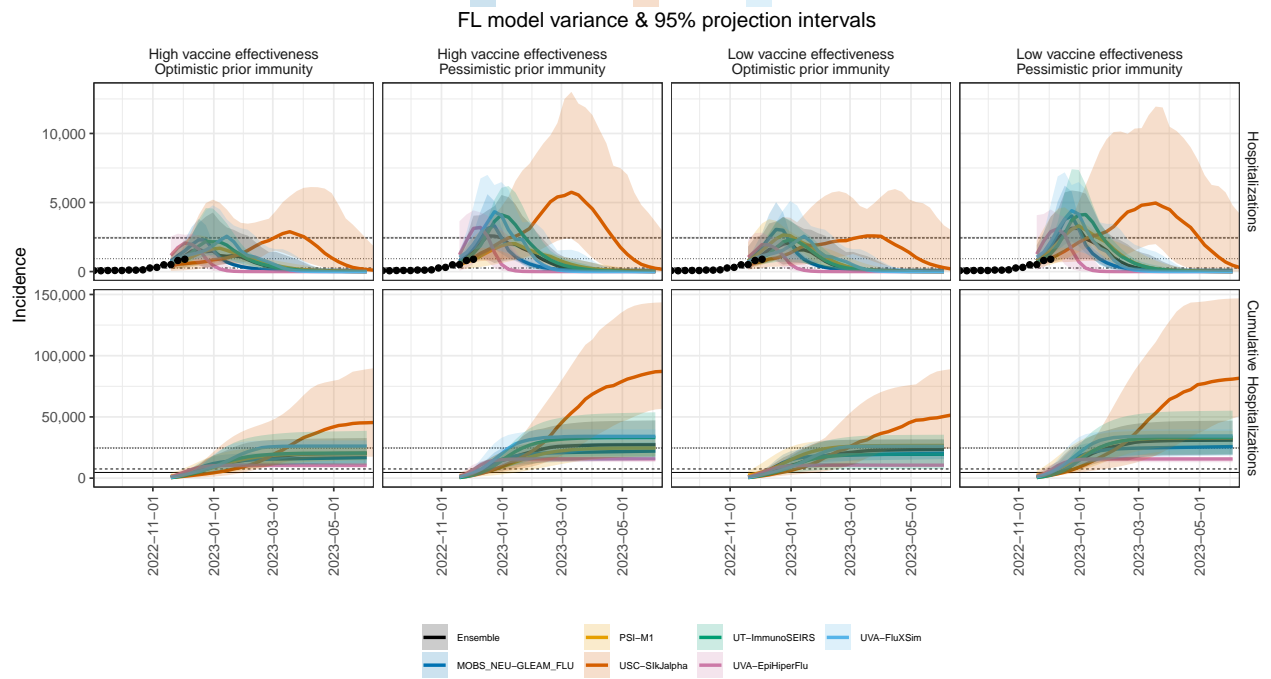 FL model variance & 95% projection intervals
High vaccine effectiveness
Optimistic prior immunity
High vaccine effectiveness
Pessimistic prior immunity
Low vaccine effectiveness
Optimistic prior immunity
Low vaccine effectiveness
Pessimistic prior immunity
Incidence
10,000
5,000
0
Hospitalizations
150,000
100,000
50,000
0
Cumulative Hospitalizations
2022−11−01
2023−01−01
2023−03−01
2023−05−01
2022−11−01
2023−01−01
2023−03−01
2023−05−01
2022−11−01
2023−01−01
2023−03−01
2023−05−01
2022−11−01
2023−01−01
2023−03−01
2023−05−01
Ensemble
PSI−M1
UT−ImmunoSEIRS
UVA−FluXSim
MOBS_NEU−GLEAM_FLU
USC−SIkJalpha
UVA−EpiHiperFlu